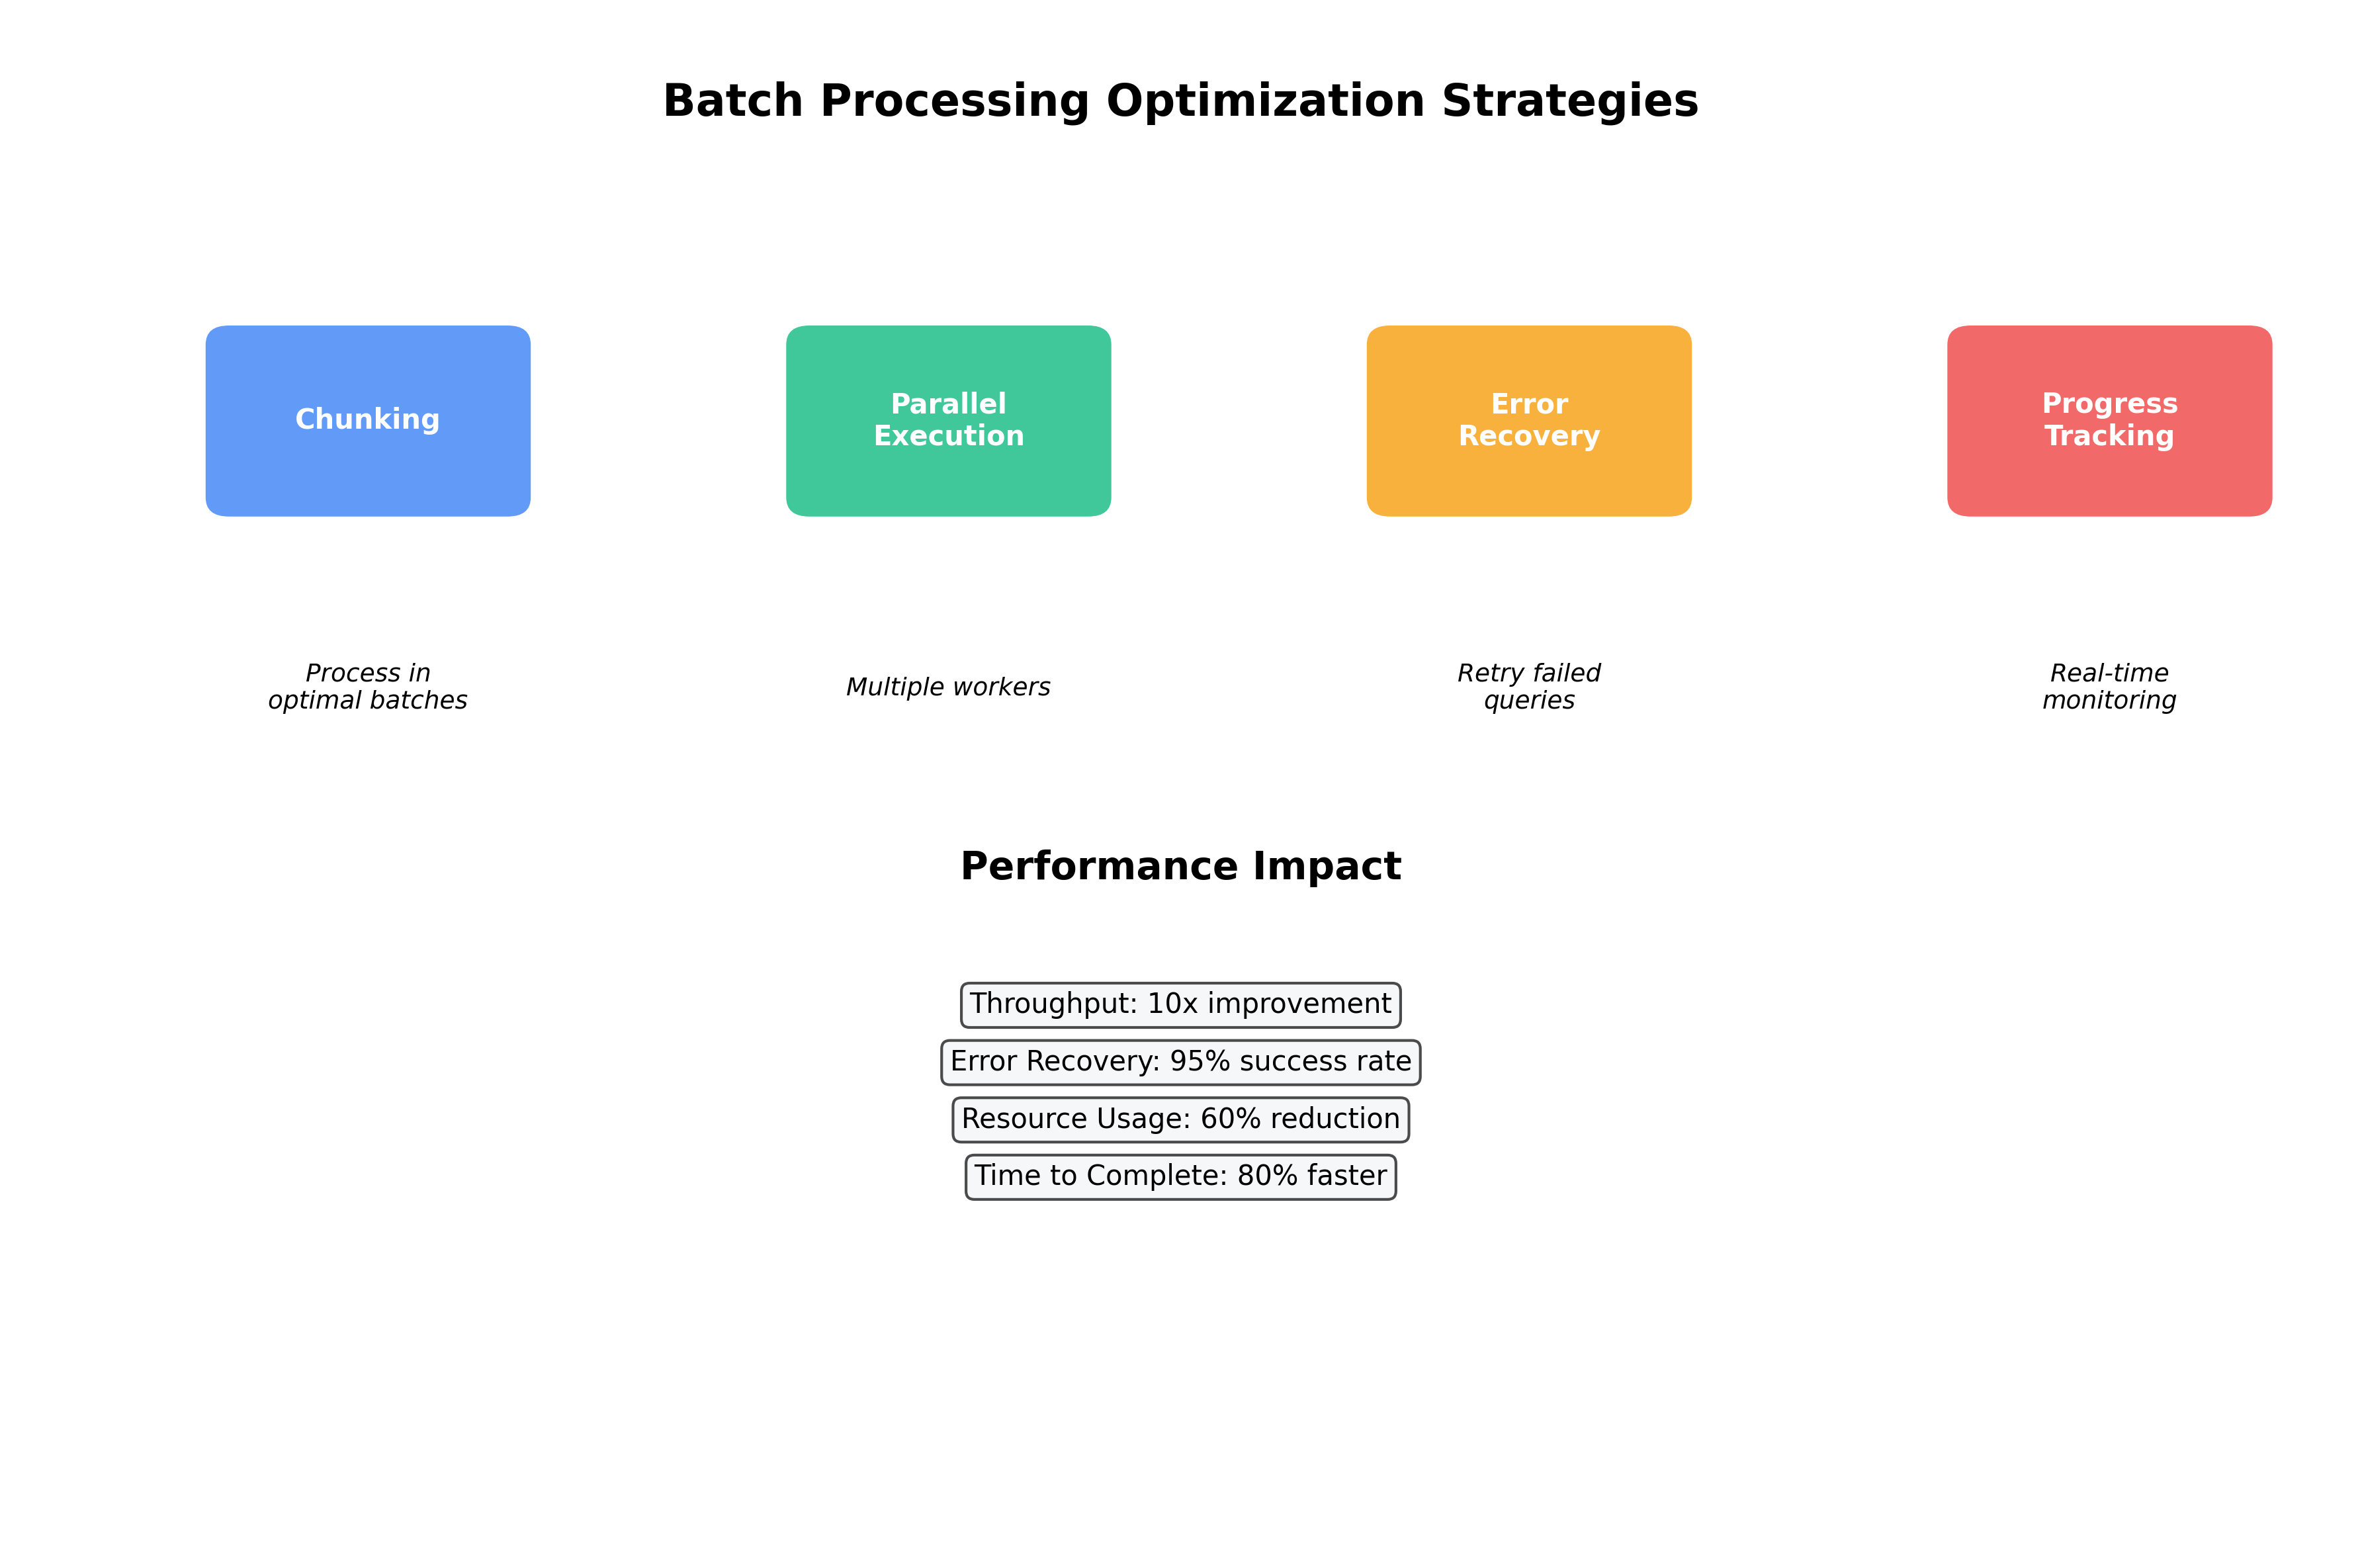 Batch Processing Optimization Strategies
Chunking
Parallel
Execution
Error
Recovery
Progress
Tracking
Process in
optimal batches
Multiple workers
Retry failed
queries
Real-time
monitoring
Performance Impact
Throughput: 10x improvement
Error Recovery: 95% success rate
Resource Usage: 60% reduction
Time to Complete: 80% faster